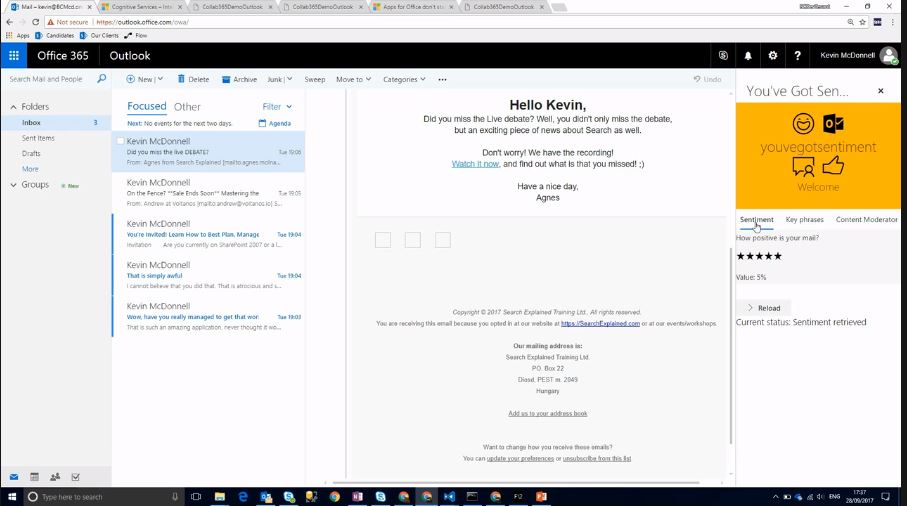 Mail – kevin@BCMcd.onm
Cognitive Services – In
Collab365DemoOutlook
Collab365DemoOutlook
Apps for Office don't sta
Collab365DemoOutlook
Not secure
https://outlook.office.com/owa/
Apps
Candidates
Our Clients
Flow
Office 365
Outlook
Kevin McDonnell
Search Mail and People
New
Delete
Archive
Junk
Sweep
Move to
Categories
Undo
Folders
Inbox 3
Sent Items
Drafts
More
Groups New
Focused Other Filter
Next: No events for the next two days. Agenda
Kevin McDonnell
Did you miss the live DEBATE? Tue 19:06
From: Agnes from Search Explained [mailto:agnes.molna...
Kevin McDonnell
On the Fence? **Sale Ends Soon** Mastering the Tue 19:05
From: Andrew at Voitanos [mailto:andrew@voitanos.io] S...
Kevin McDonnell
You're Invited! Learn How to Best Plan, Manage Tue 19:04
Invitation Are you currently on SharePoint 2007 or a l...
Kevin McDonnell
That is simply awful Tue 19:04
I cannot believe that you did that. That is atrocious and s...
Kevin McDonnell
Wow, have you really managed to get that wor Tue 19:03
That is such an amazing application, never thought it wo...
Hello Kevin,
Did you miss the Live debate? Well, you didn't only miss the debate,
but an exciting piece of news about Search as well.
Don't worry! We have the recording!
Watch it now, and find out what is that you missed! ;)
Have a nice day,
Agnes
Copyright © 2017 Search Explained Training Ltd., All rights reserved.
You are receiving this email because you opted in at our website at https://SearchExplained.com or at our events/workshops.
Our mailing address is:
Search Explained Training Ltd.
PO. Box 22
Diosd, PEST m. 2049
Hungary
Add us to your address book
Want to change how you receive these emails?
You can update your preferences or unsubscribe from this list
You've Got Sen...
youvegotsentiment
Welcome
Sentiment Key phrases Content Moderator
How positive is your mail?
★★★★★
Value: 5%
Reload
Current status: Sentiment retrieved
Type here to search
ENG
17:37
28/09/2017